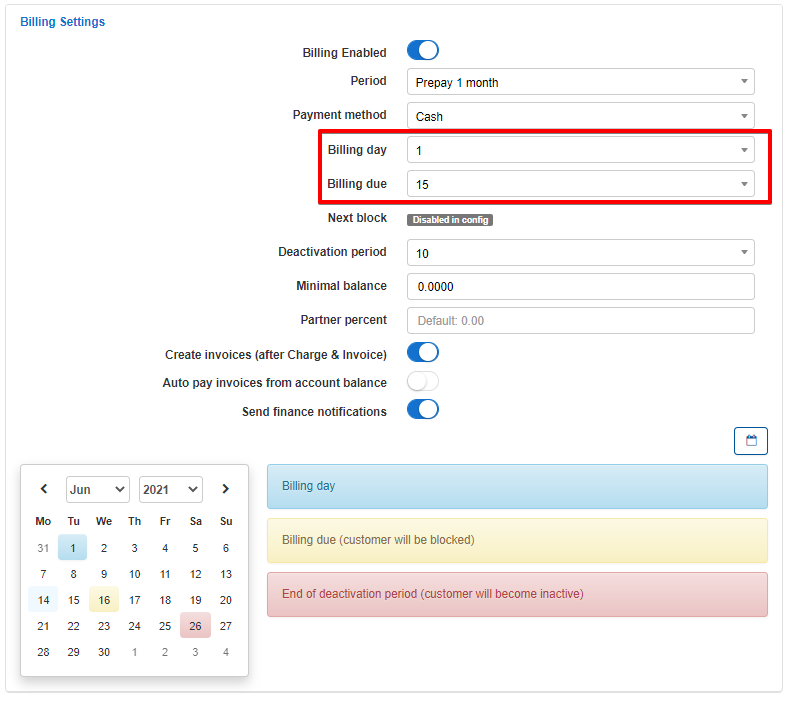 Billing Settings
Billing Enabled
Period Prepay 1 month
Payment method Cash
Billing day 1
Billing due 15
Next block Disabled in config
Deactivation period 10
Minimal balance 0.0000
Partner percent Default: 0.00
Create invoices (after Charge & Invoice)
Auto pay invoices from account balance
Send finance notifications
Jun 2021
Mo Tu We Th Fr Sa Su
31 1 2 3 4 5 6
7 8 9 10 11 12 13
14 15 16 17 18 19 20
21 22 23 24 25 26 27
28 29 30 1 2 3 4
Billing day
Billing due (customer will be blocked)
End of deactivation period (customer will become inactive)